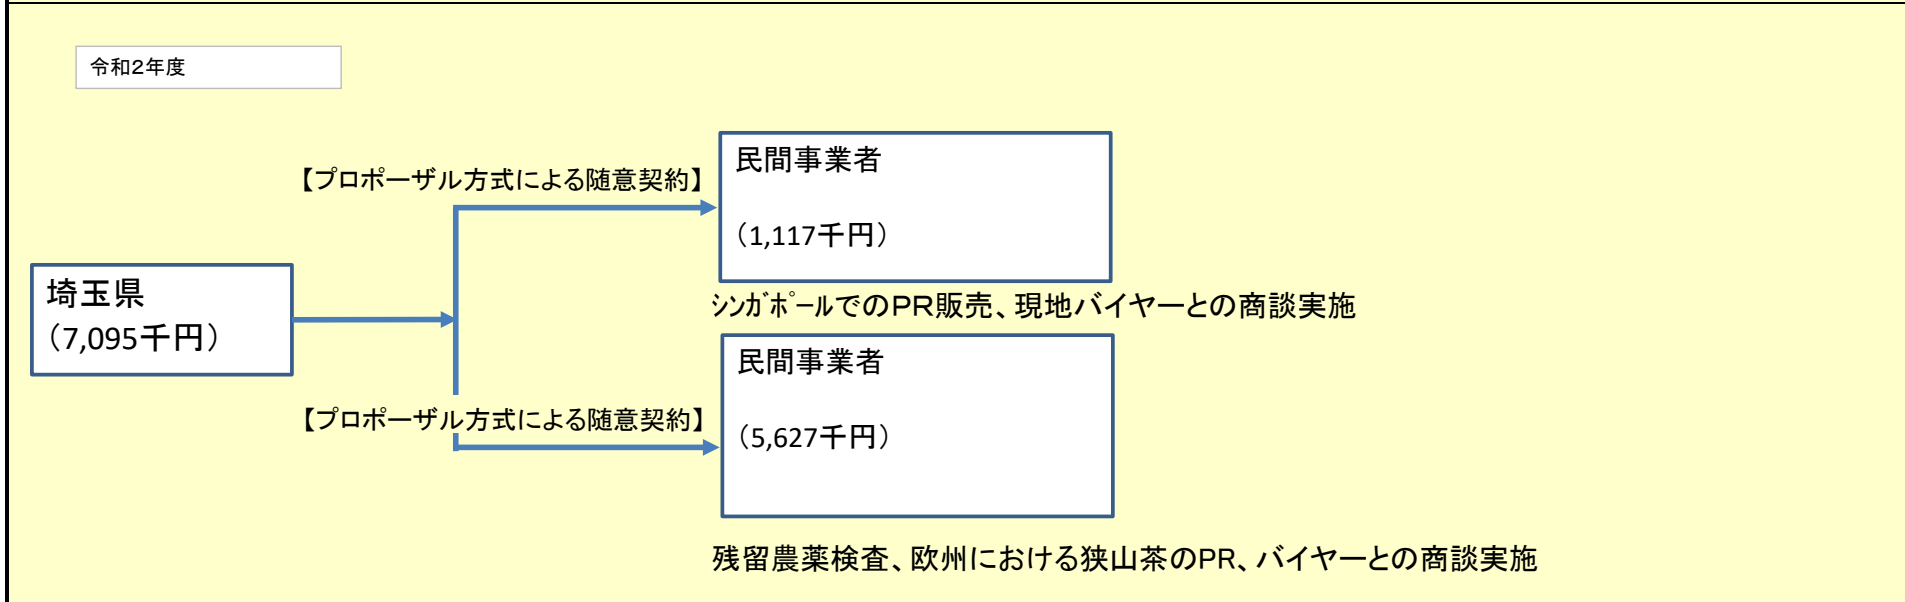 令和2年度
【プロポーザル方式による随意契約】
民間事業者
（1,117千円）
埼玉県
（7,095千円）
ｼﾝｶﾞﾎﾟｰﾙでのPR販売、現地バイヤーとの商談実施
【プロポーザル方式による随意契約】
民間事業者
（5,627千円）
残留農薬検査、欧州における狭山茶のPR、バイヤーとの商談実施